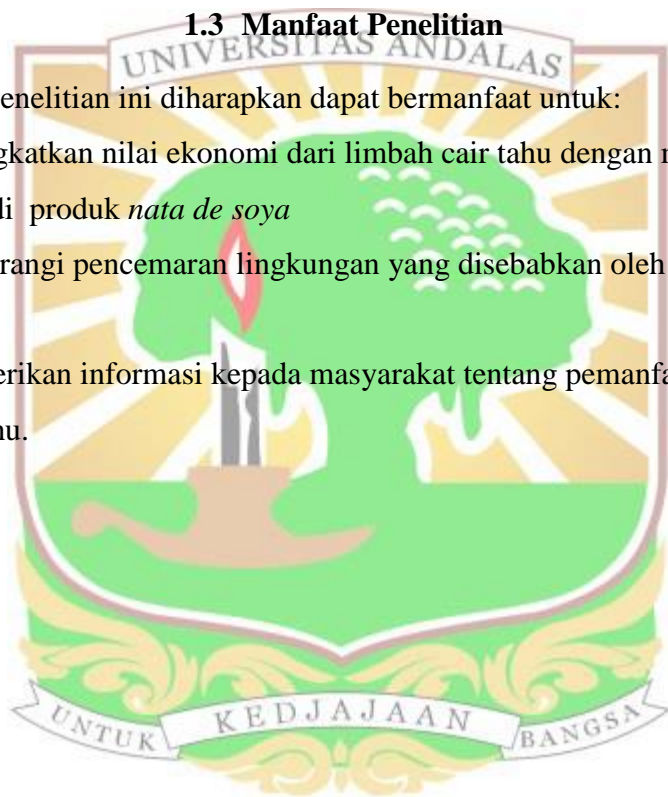 1.3 Manfaat Penelitian
UNIVERSITAS ANDALAS
enelitian ini diharapkan dapat bermanfaat untuk:
gkatkan nilai ekonomi dari limbah cair tahu dengan
di produk nata de soya
rangi pencemaran lingkungan yang disebabkan oleh
erikan informasi kepada masyarakat tentang pemanfa
hu.
UNTUK KEDJAJAAN BANGSA